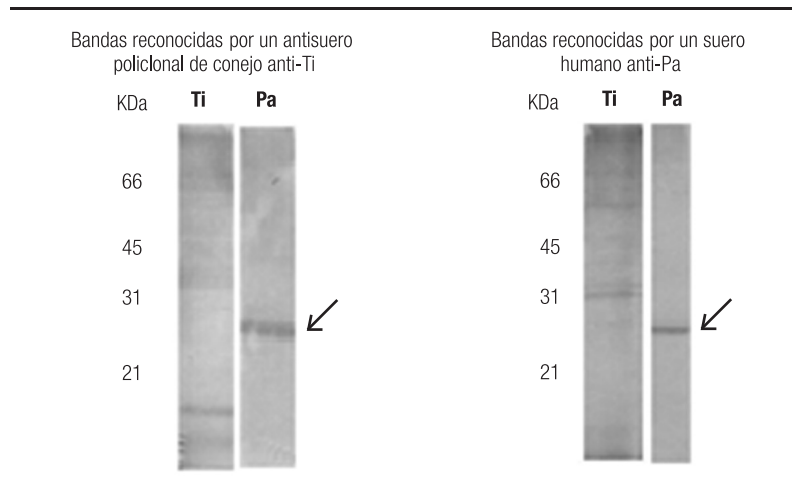 Bandas reconocidas por un antisuero
policlonal de conejo anti-Ti
KDa Ti Pa
66
45
31
21
Bandas reconocidas por un suero
humano anti-Pa
KDa Ti Pa
66
45
31
21